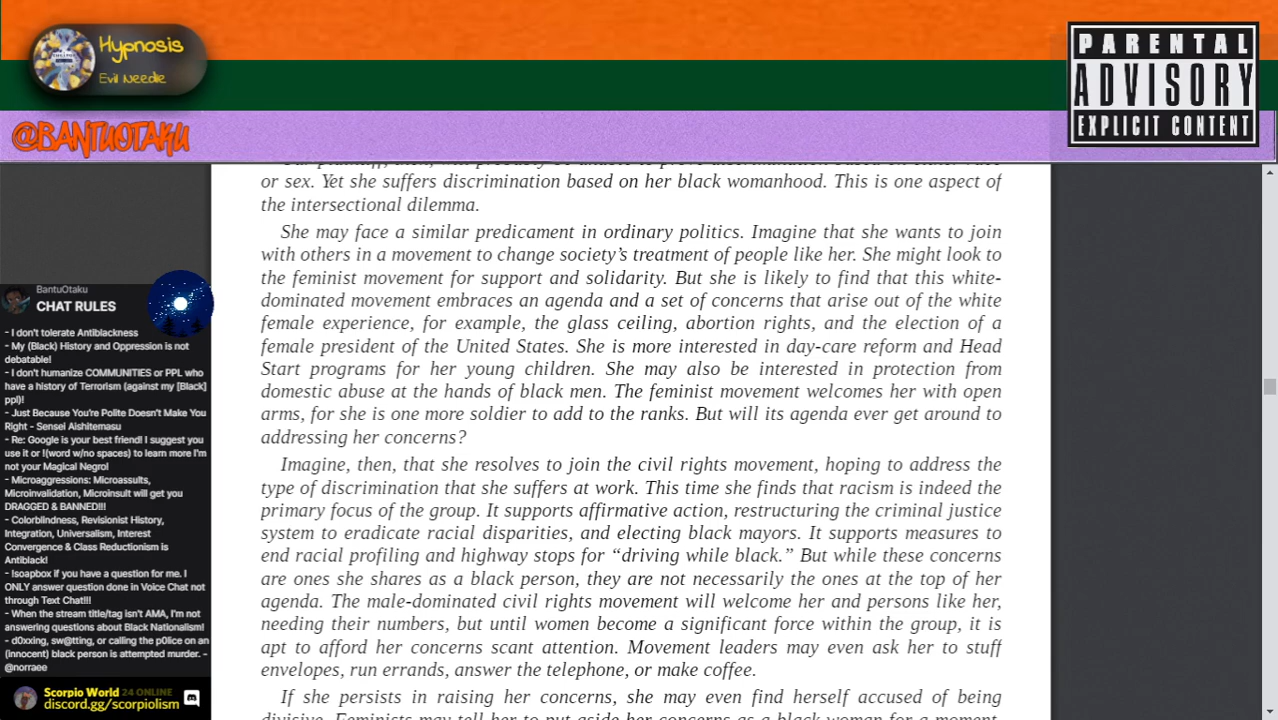 Hypnosis
Evil Needle
PARENTAL
ADVISORY
EXPLICIT CONTENT
@BANTUOTAKU
or sex. Yet she suffers discrimination based on her black womanhood. This is one aspect of
the intersectional dilemma.
She may face a similar predicament in ordinary politics. Imagine that she wants to join
with others in a movement to change society’s treatment of people like her. She might look to
the feminist movement for support and solidarity. But she is likely to find that this white-
dominated movement embraces an agenda and a set of concerns that arise out of the white
female experience, for example, the glass ceiling, abortion rights, and the election of a
female president of the United States. She is more interested in day-care reform and Head
Start programs for her young children. She may also be interested in protection from
domestic abuse at the hands of black men. The feminist movement welcomes her with open
arms, for she is one more soldier to add to the ranks. But will its agenda ever get around to
addressing her concerns?
Imagine, then, that she resolves to join the civil rights movement, hoping to address the
type of discrimination that she suffers at work. This time she finds that racism is indeed the
primary focus of the group. It supports affirmative action, restructuring the criminal justice
system to eradicate racial disparities, and electing black mayors. It supports measures to
end racial profiling and highway stops for “driving while black.” But while these concerns
are ones she shares as a black person, they are not necessarily the ones at the top of her
agenda. The male-dominated civil rights movement will welcome her and persons like her,
needing their numbers, but until women become a significant force within the group, it is
apt to afford her concerns scant attention. Movement leaders may even ask her to stuff
envelopes, run errands, answer the telephone, or make coffee.
If she persists in raising her concerns, she may even find herself accused of being
divisive. Feminists may tell her to put aside her concerns as a black woman for a moment,
BantuOtaku
CHAT RULES
- I don't tolerate Antiblackness
- My (Black) History and Oppression is not
debatable!
- I don't humanize COMMUNITIES or PPL who
have a history of Terrorism (against my [Black]
ppl)!
- Just Because You're Polite Doesn't Make You
Right - Sensei Aishitemasu
- Re: Google is your best friend! I suggest you
use it or !(word w/no spaces) to learn more I'm
not your Magical Negro!
- Microaggressions: Microassults,
Microinvalidation, Microinsult will get you
DRAGGED & BANNED!!!
- Colorblindness, Revisionist History,
Integration, Universalism, Interest
Convergence & Class Reductionism is
Antiblack!
- !soapbox if you have a question for me. I
ONLY answer question done in Voice Chat not
through Text Chat!!!
- When the stream title/tag isn't AMA, I'm not
answering questions about Black Nationalism!
- d0xxing, sw@tting, or calling the p0lice on an
(innocent) black person is attempted murder. -
@norraee
Scorpio World 24 ONLINE
discord.gg/scorpiolism